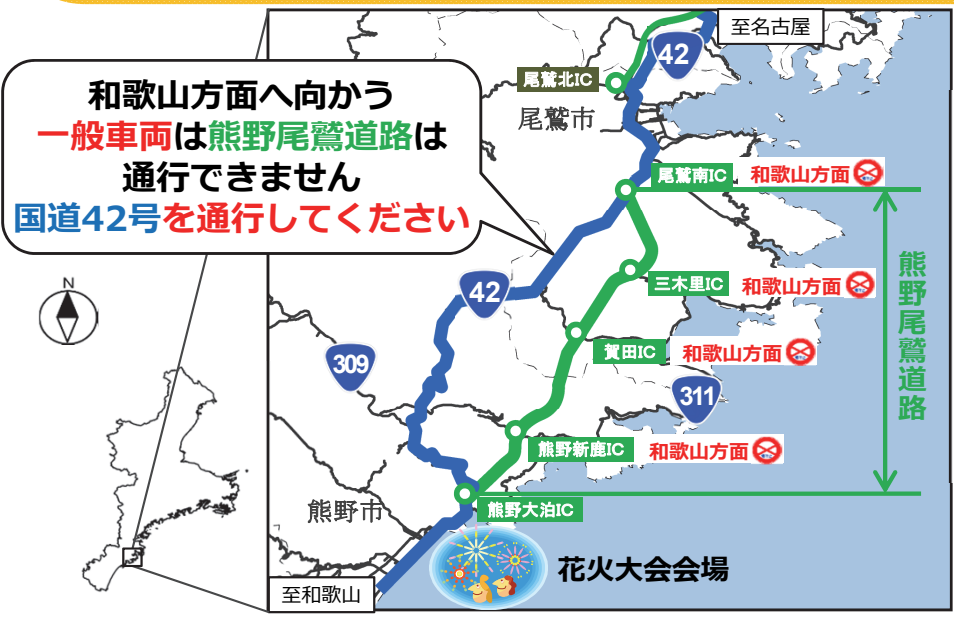 至名古屋
42
尾鷲北IC
尾鷲市
和歌山方面へ向かう
一般車両は熊野尾鷲道路は
通行できません
国道42号を通行してください
尾鷲南IC 和歌山方面
N
42
三木里IC 和歌山方面
熊野尾鷲道路
賀田IC 和歌山方面
309
311
熊野新鹿IC 和歌山方面
熊野市
熊野大泊IC
花火大会会場
至和歌山